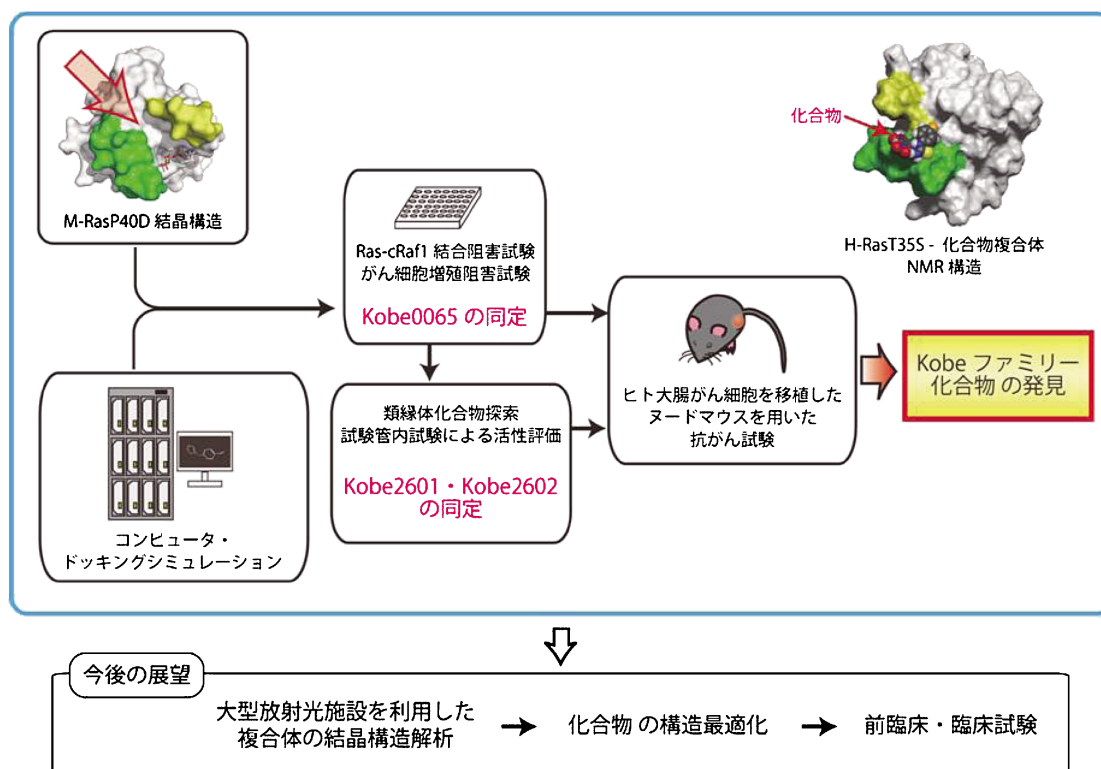 M-RasP40D 結晶構造
化合物
H-RasT35S - 化合物複合体
NMR 構造
Ras-cRaf1 結合阻害試験
がん細胞増殖阻害試験
Kobe0065 の同定
コンピュータ・
ドッキングシミュレーション
類縁体化合物探索
試験管内試験による活性評価
Kobe2601・Kobe2602
の同定
ヒト大腸がん細胞を移植した
ヌードマウスを用いた
抗がん試験
Kobe ファミリー
化合物 の発見
今後の展望
大型放射光施設を利用した
複合体の結晶構造解析
化合物 の構造最適化
前臨床・臨床試験